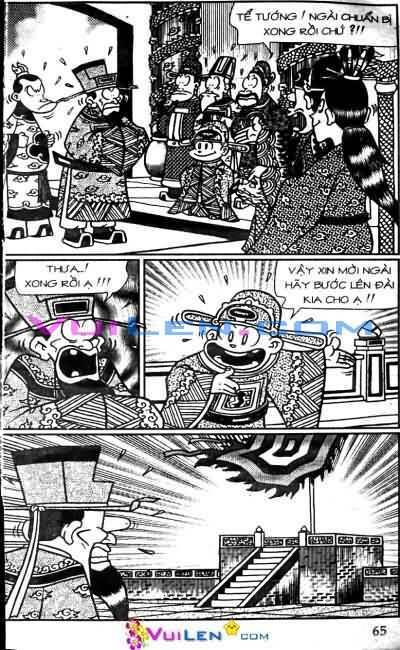 TỂ TƯỚNG ! NGÀI CHUẨN BỊ
XONG RỒI CHỨ ?!!
THƯA..!
XONG RỒI Ạ !!!
VẬY XIN MỜI NGÀI
HÃY BƯỚC LÊN ĐÀI
KIA CHO Ạ !!
VUILEN.COM
65
VUILEN.COM